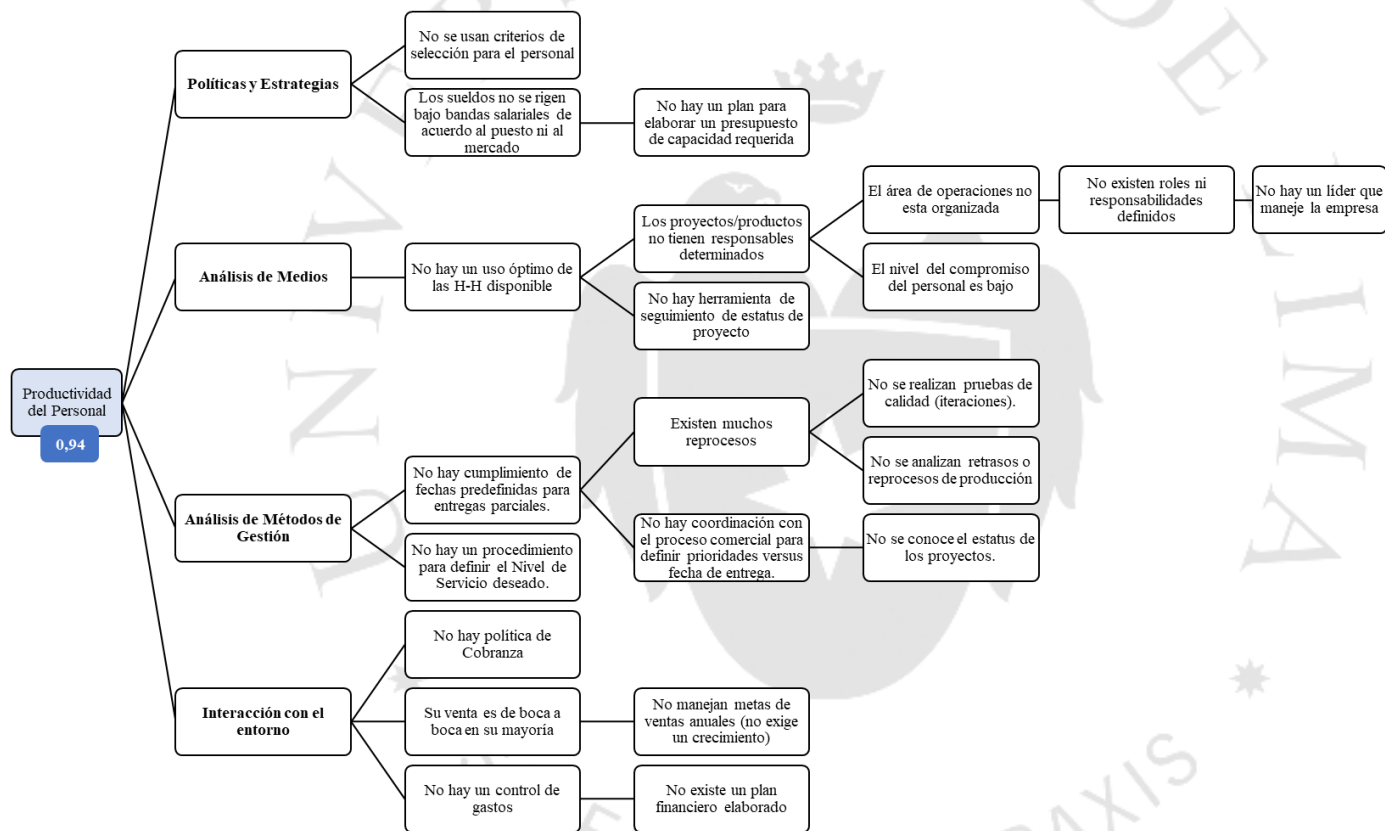 Productividad
del Personal
0,94
Políticas y Estrategias
No se usan criterios de
selección para el personal
Los sueldos no se rigen
bajo bandas salariales de
acuerdo al puesto ni al
mercado
No hay un plan para
elaborar un presupuesto
de capacidad requerida
Análisis de Medios
No hay un uso óptimo de
las H-H disponible
Los proyectos/productos
no tienen responsables
determinados
El área de operaciones no
esta organizada
No existen roles ni
responsabilidades
definidos
No hay un líder que
maneje la empresa
El nivel del compromiso
del personal es bajo
No hay herramienta de
seguimiento de estatus de
proyecto
Análisis de Métodos de
Gestión
No hay cumplimiento de
fechas predefinidas para
entregas parciales.
Existen muchos
reprocesos
No se realizan pruebas de
calidad (iteraciones).
No se analizan retrasos o
reprocesos de producción
No hay coordinación con
el proceso comercial para
definir prioridades versus
fecha de entrega.
No se conoce el estatus de
los proyectos.
No hay un procedimiento
para definir el Nivel de
Servicio deseado.
Interacción con el
entorno
No hay política de
Cobranza
Su venta es de boca a
boca en su mayoría
No manejan metas de
ventas anuales (no exige
un crecimiento)
No hay un control de
gastos
No existe un plan
financiero elaborado
DE
LIMA